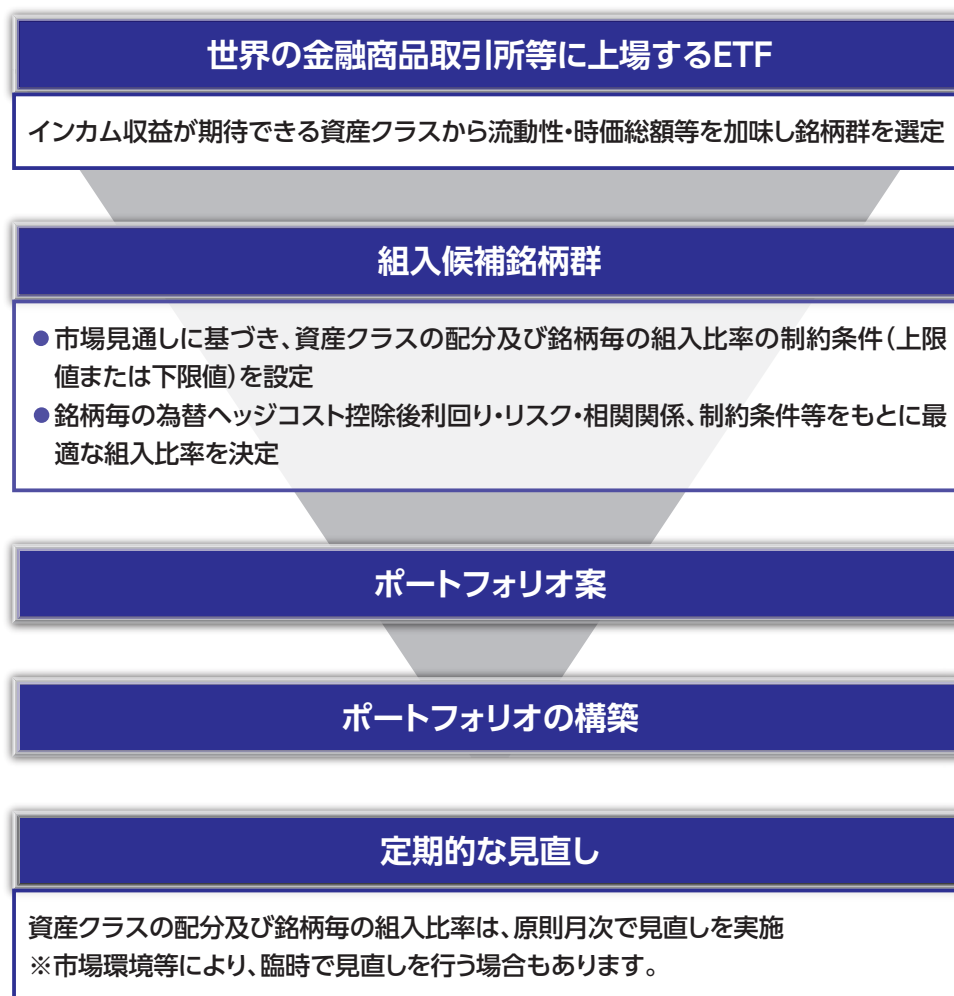 世界の金融商品取引所等に上場するETF
インカム収益が期待できる資産クラスから流動性・時価総額等を加味し銘柄群を選定
組入候補銘柄群
●市場見通しに基づき、資産クラスの配分及び銘柄毎の組入比率の制約条件(上限
値または下限値)を設定
●銘柄毎の為替ヘッジコスト控除後利回り・リスク・相関関係、制約条件等をもとに最
適な組入比率を決定
ポートフォリオ案
ポートフォリオの構築
定期的な見直し
資産クラスの配分及び銘柄毎の組入比率は、原則月次で見直しを実施
※市場環境等により、臨時で見直しを行う場合もあります。